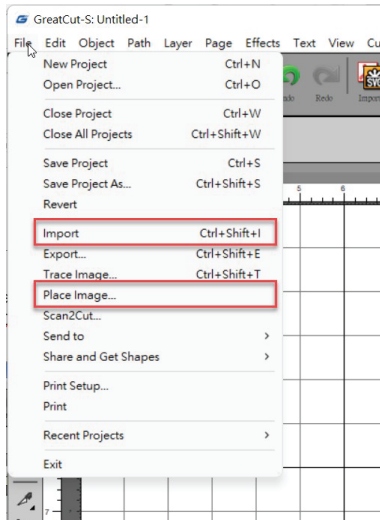 GreatCut-S: Untitled-1
File Edit Object Path Layer Page Effects Text View Cu
New Project Ctrl+N
Open Project... Ctrl+O
Redo
Close Project Ctrl+W
Close All Projects Ctrl+Shift+W
Save Project Ctrl+S
Save Project As... Ctrl+Shift+S
5 6
Revert
Import Ctrl+Shift+I
Export... Ctrl+Shift+E
Trace Image... Ctrl+Shift+T
Place Image...
Scan2Cut...
Send to >
Share and Get Shapes >
Print Setup...
Print
Recent Projects >
Exit
7